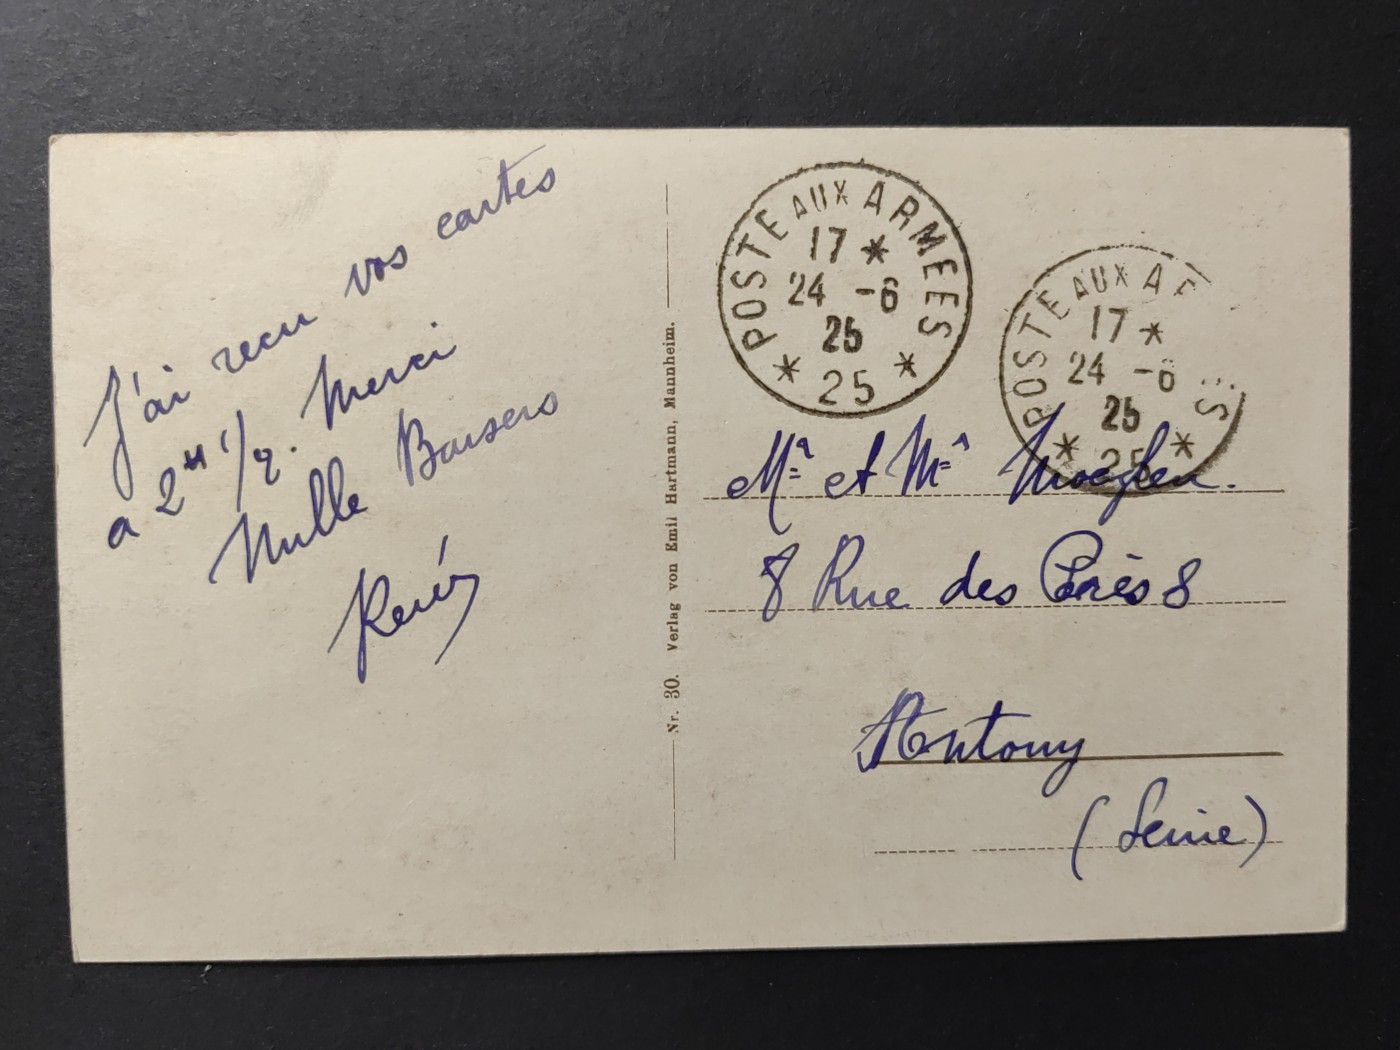 J'ai recu vos cartes
a 2H 1/2. Merci
Mille Baisers
René
Nr. 30. Verlag von Emil Hartmann, Mannheim.
POSTE AUX ARMEES
17 *
24 -6
25
* 25 *
POSTE AUX A S
17 *
24 -6
25
* 25 *
Mr et Mme
8 Rue des 8
Antony
(Seine)